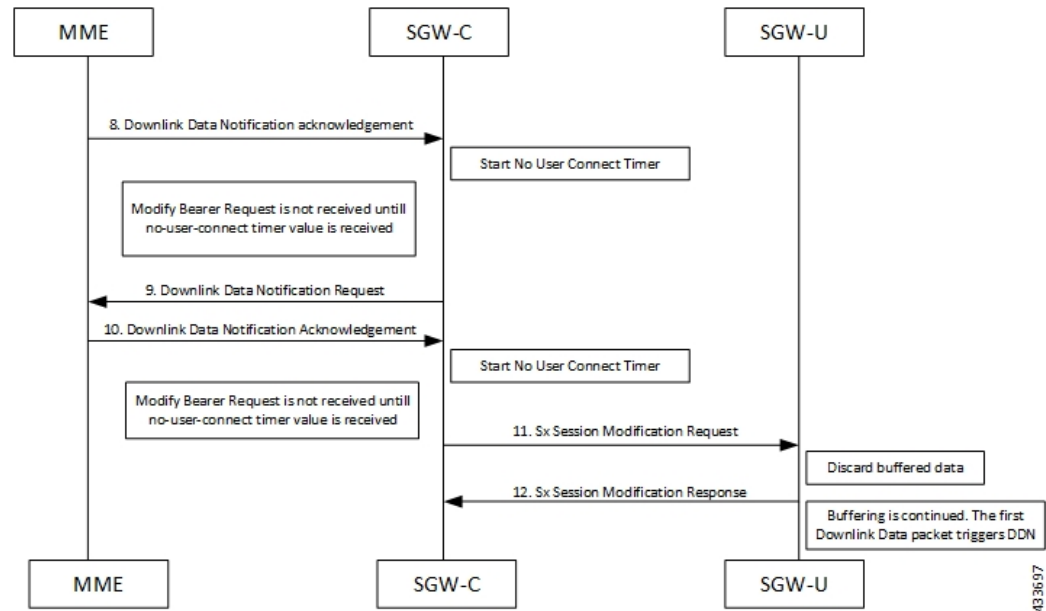 MME
SGW-C
SGW-U
8. Downlink Data Notification acknowledgement
Start No User Connect Timer
Modify Bearer Request is not received untill
no-user-connect timer value is received
9. Downlink Data Notification Request
10. Downlink Data Notification Acknowledgement
Start No User Connect Timer
Modify Bearer Request is not received untill
no-user-connect timer value is received
11. Sx Session Modification Request
Discard buffered data
12. Sx Session Modification Response
Buffering is continued. The first
Downlink Data packet triggers DDN
MME
SGW-C
SGW-U
433697